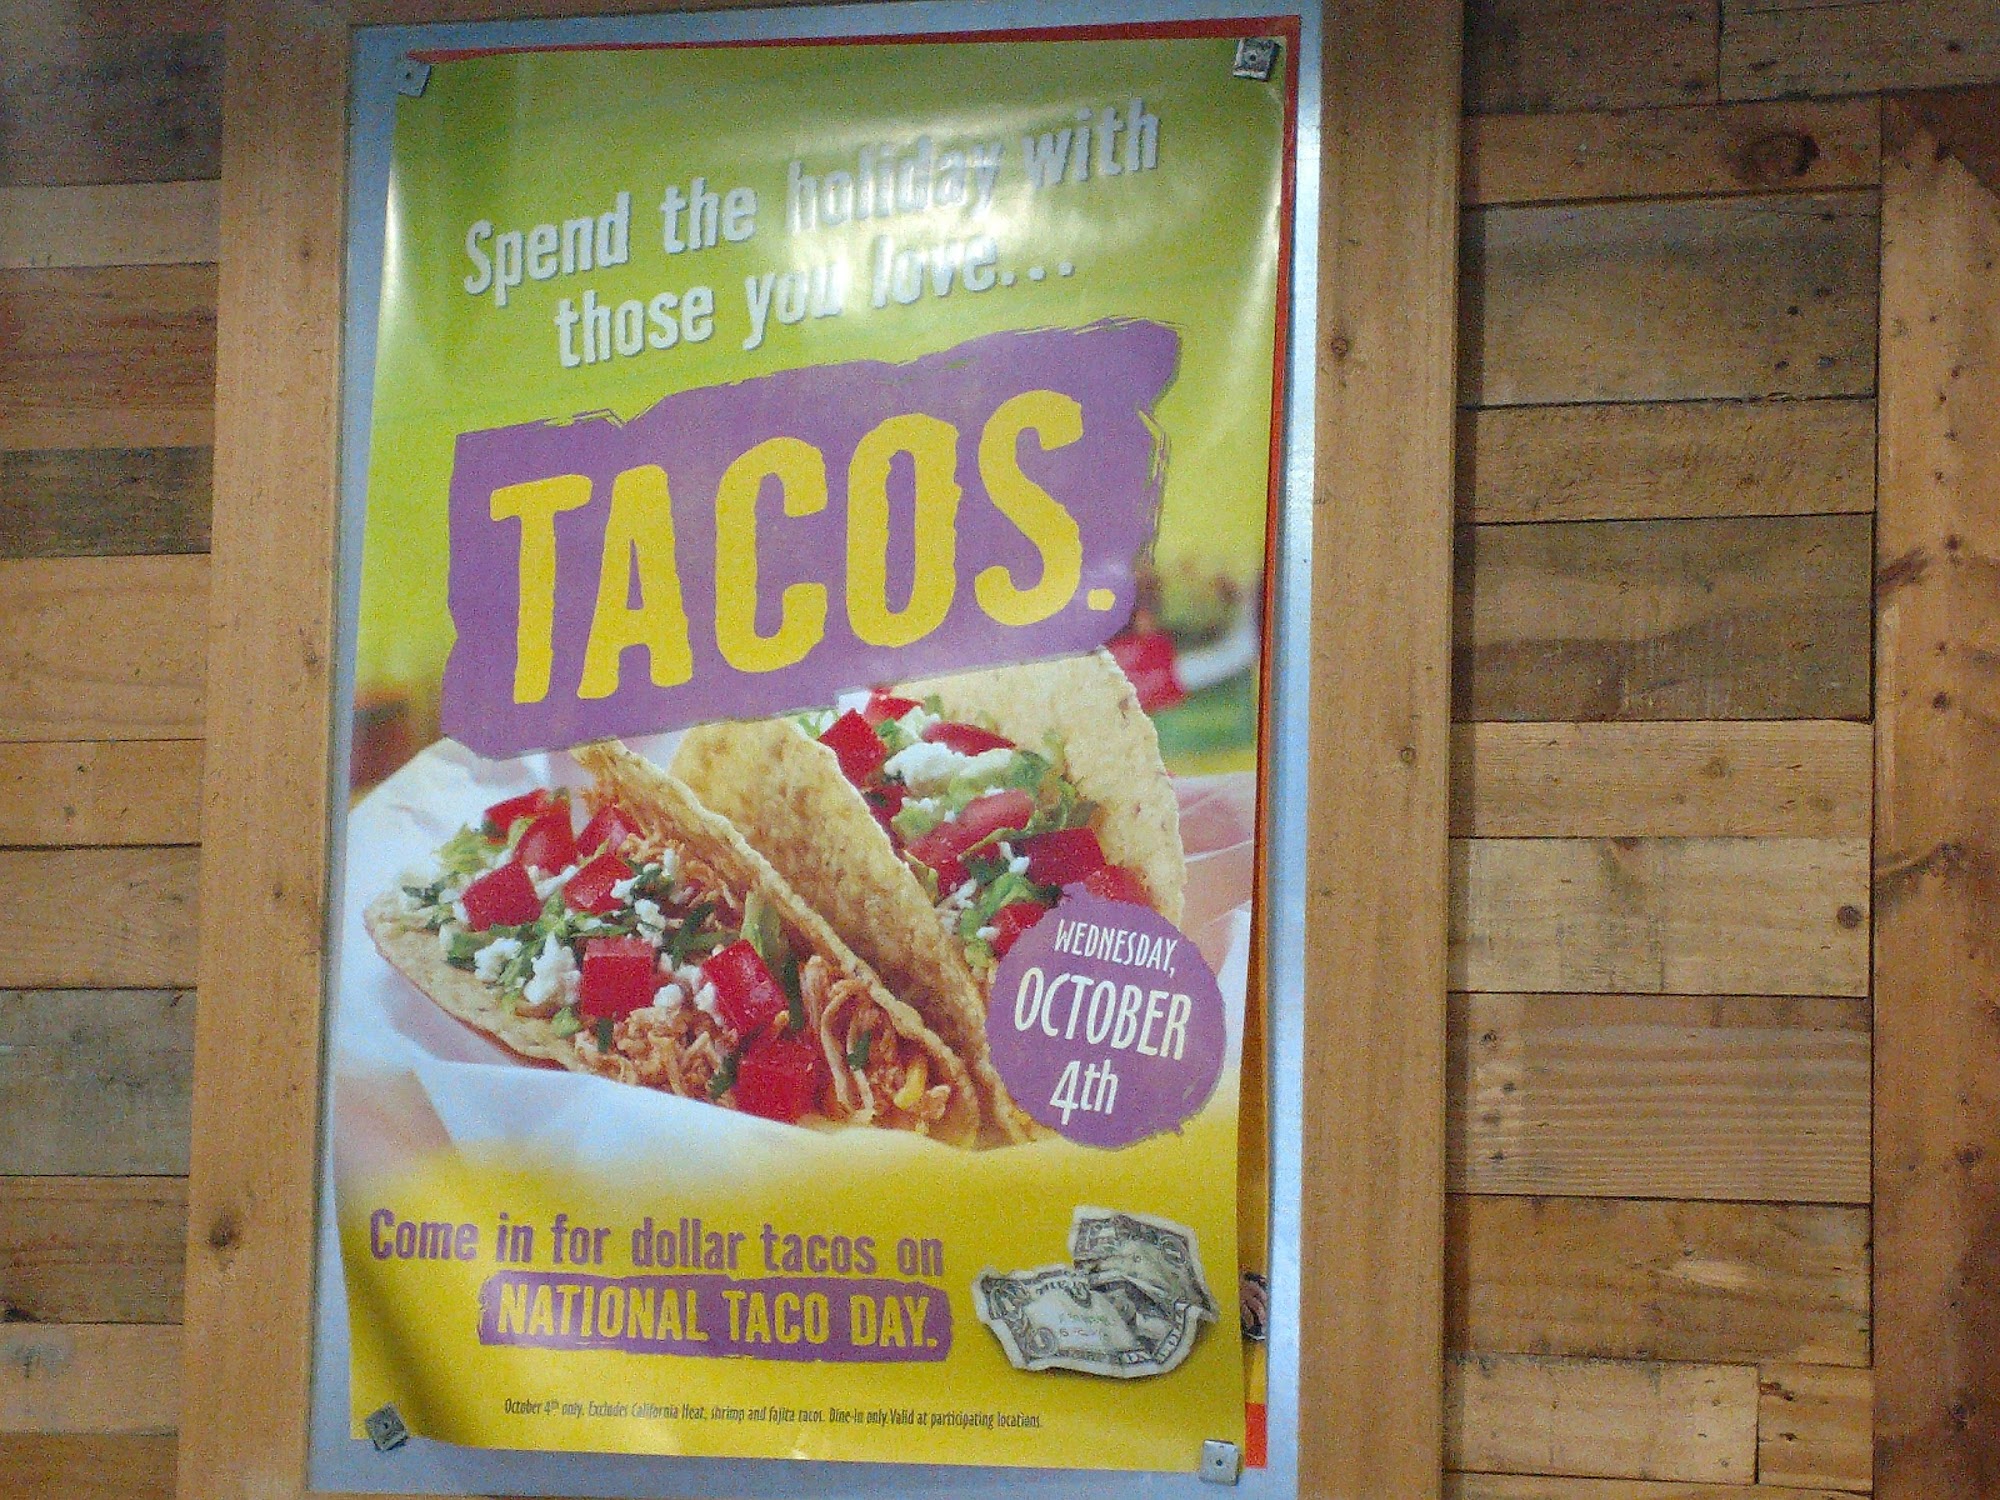 Spend the holiday with
those you love...
TACOS.
WEDNESDAY,
OCTOBER
4th
Come in for dollar tacos on
NATIONAL TACO DAY.
October 4th only. Excludes California Heat, shrimp and fajita tacos. Dine-in only. Valid at participating locations.